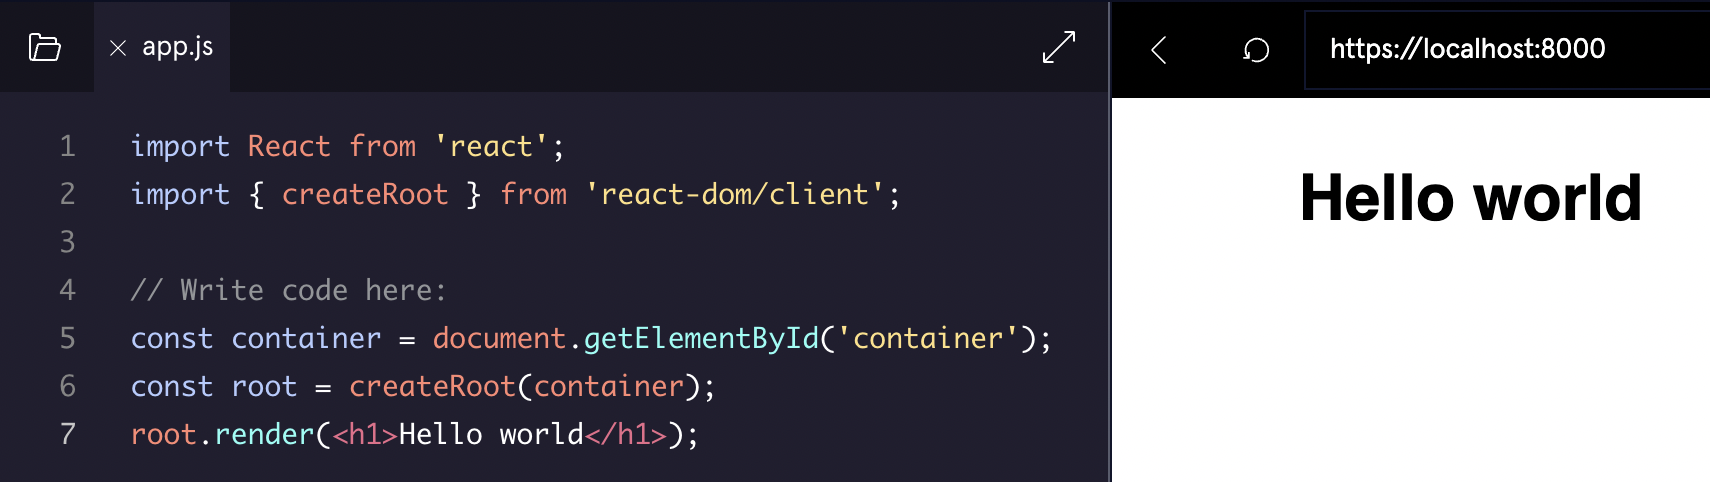 app.js
https://localhost:8000
1 import React from 'react';
2 import { createRoot } from 'react-dom/client';
3
4 // Write code here:
5 const container = document.getElementById('container');
6 const root = createRoot(container);
7 root.render(<h1>Hello world</h1>);
Hello world